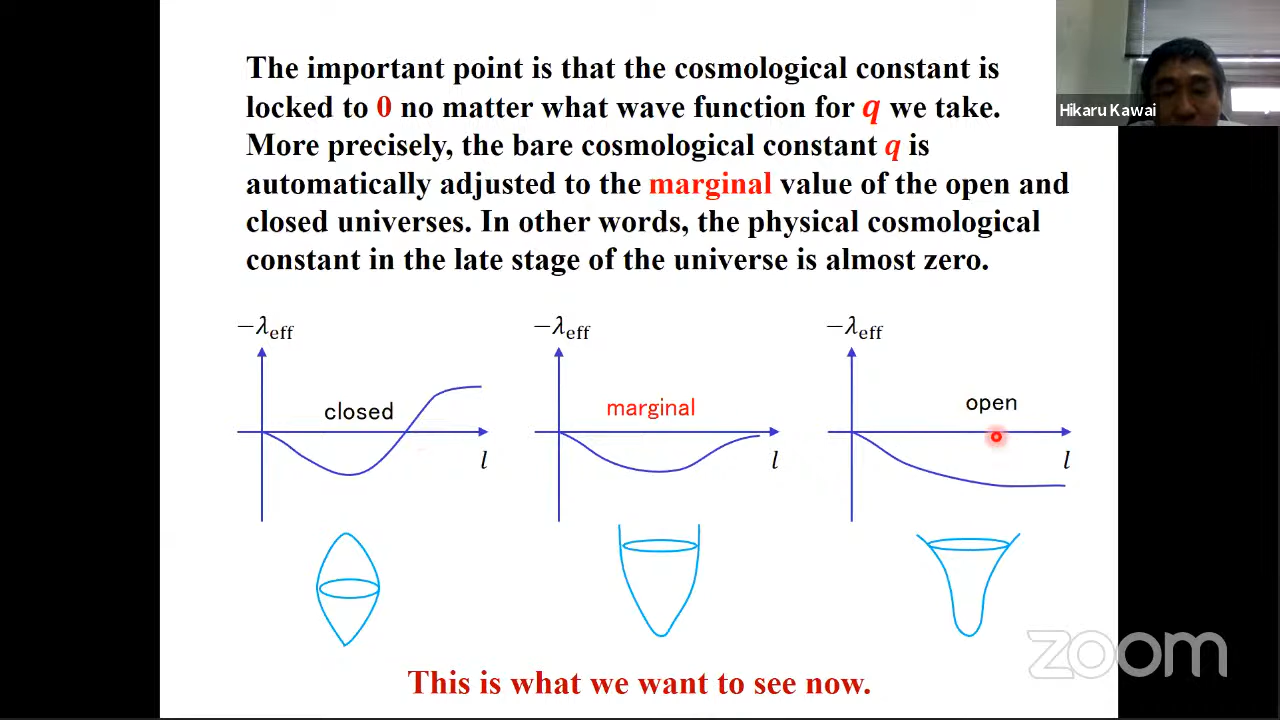 The important point is that the cosmological constant is
locked to 0 no matter what wave function for q we take.
More precisely, the bare cosmological constant q is
automatically adjusted to the marginal value of the open and
closed universes. In other words, the physical cosmological
constant in the late stage of the universe is almost zero.
Hikaru Kawai
−λeff
closed
l
−λeff
marginal
l
−λeff
open
l
This is what we want to see now.
zoom